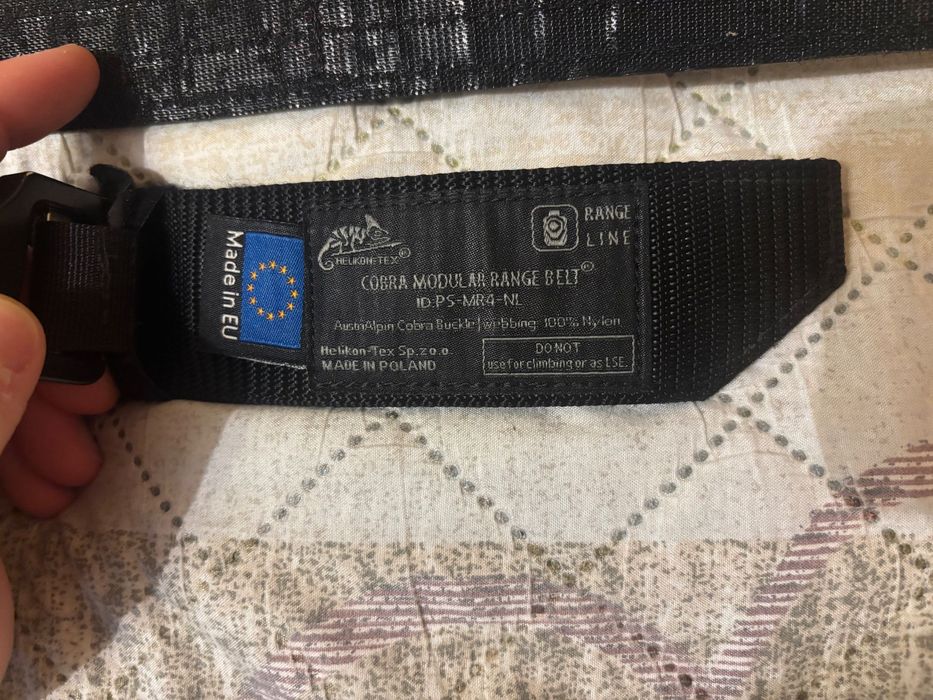 Made in EU
HELIKON-TEX®
RANGE
LINE
COBRA MODULAR RANGE BELT®
ID:PS-MR4-NL
AustriAlpin Cobra Buckle | webbing: 100% Nylon
Helikon-Tex Sp.z o.o.
MADE IN POLAND
DO NOT
use for climbing or as LSE.